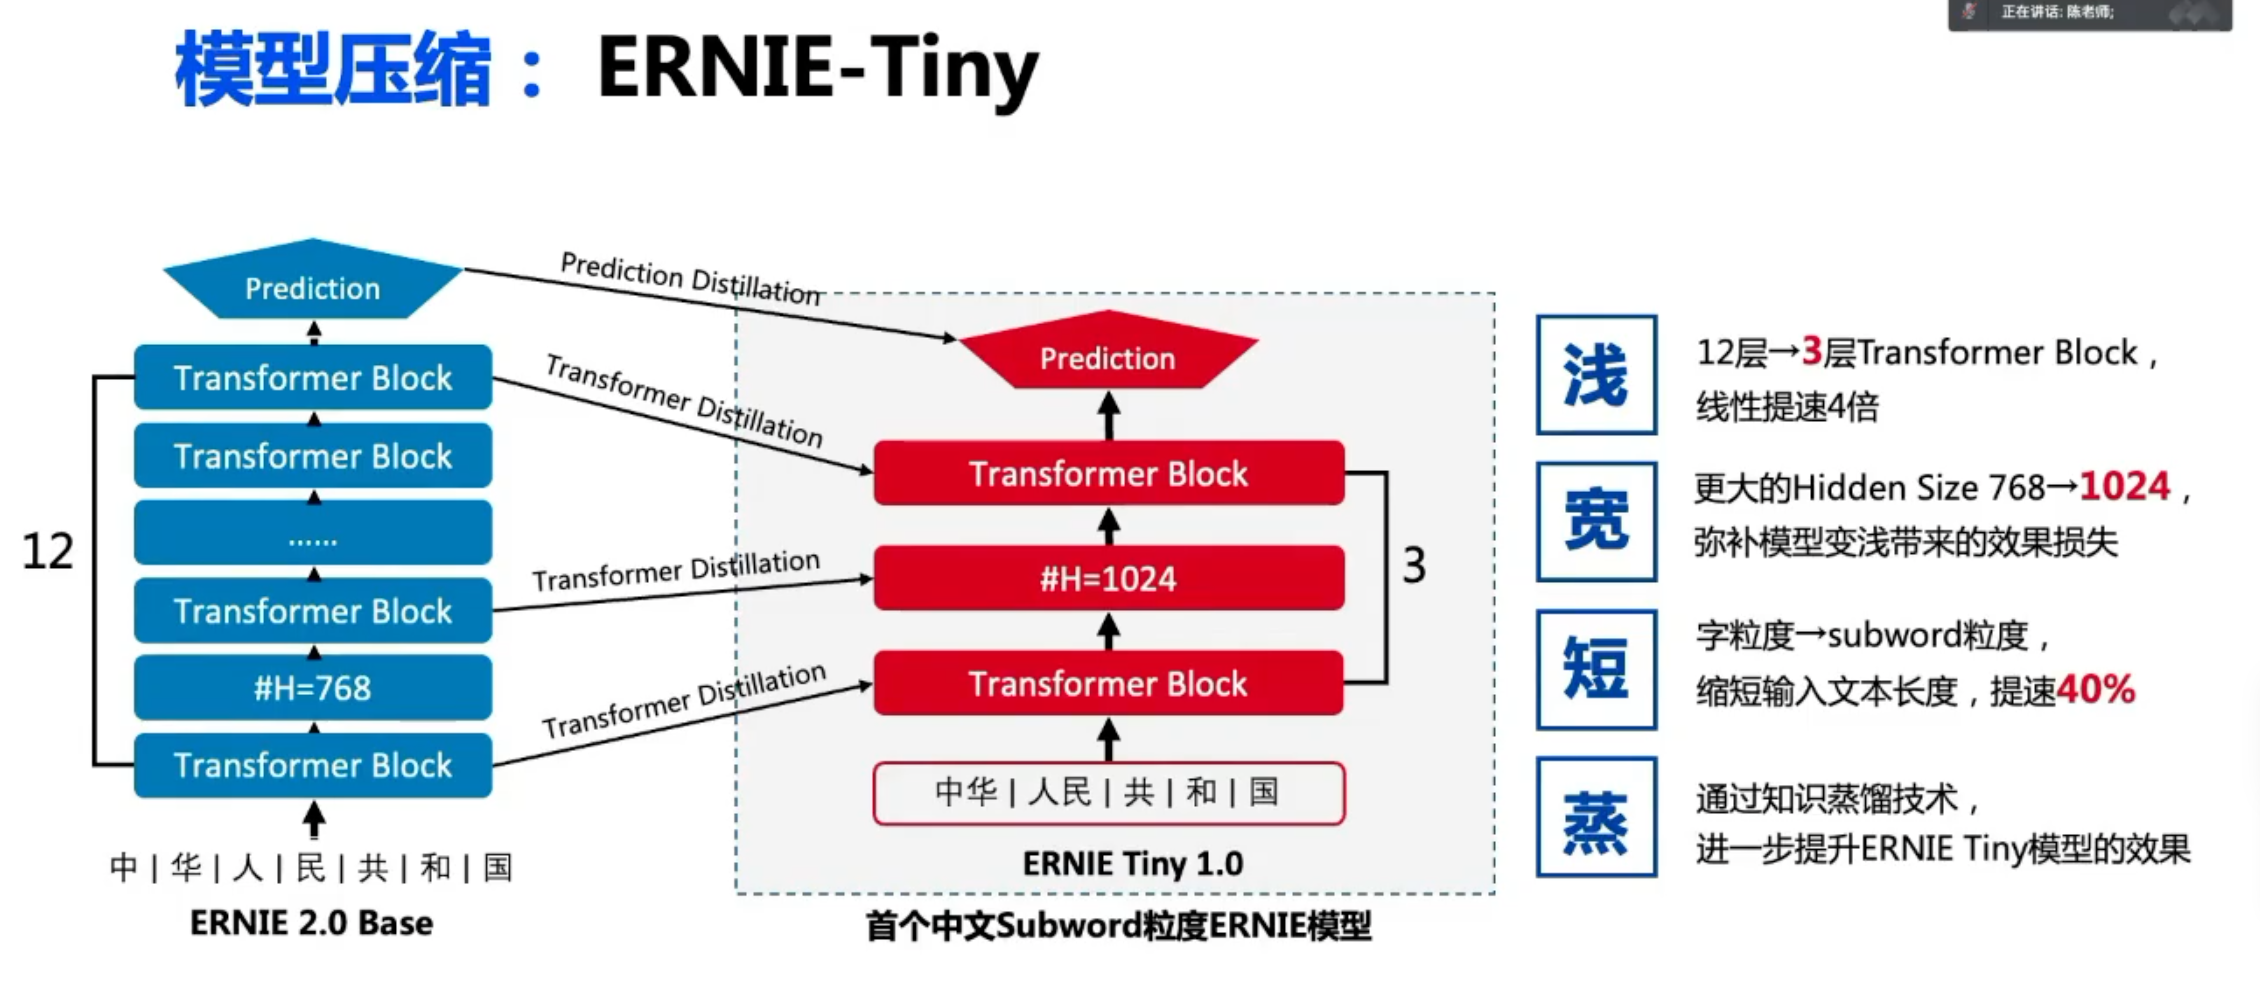 正在讲话: 陈老师;
模型压缩： ERNIE-Tiny
Prediction
Transformer Block
Transformer Block
......
Transformer Block
#H=768
Transformer Block
12
中 | 华 | 人 | 民 | 共 | 和 | 国
ERNIE 2.0 Base
Prediction Distillation
Transformer Distillation
Transformer Distillation
Transformer Distillation
Prediction
Transformer Block
#H=1024
Transformer Block
3
中华 | 人民 | 共 | 和 | 国
ERNIE Tiny 1.0
首个中文Subword粒度ERNIE模型
浅
12层→3层Transformer Block，
线性提速4倍
宽
更大的Hidden Size 768→1024，
弥补模型变浅带来的效果损失
短
字粒度→subword粒度，
缩短输入文本长度，提速40%
蒸
通过知识蒸馏技术，
进一步提升ERNIE Tiny模型的效果